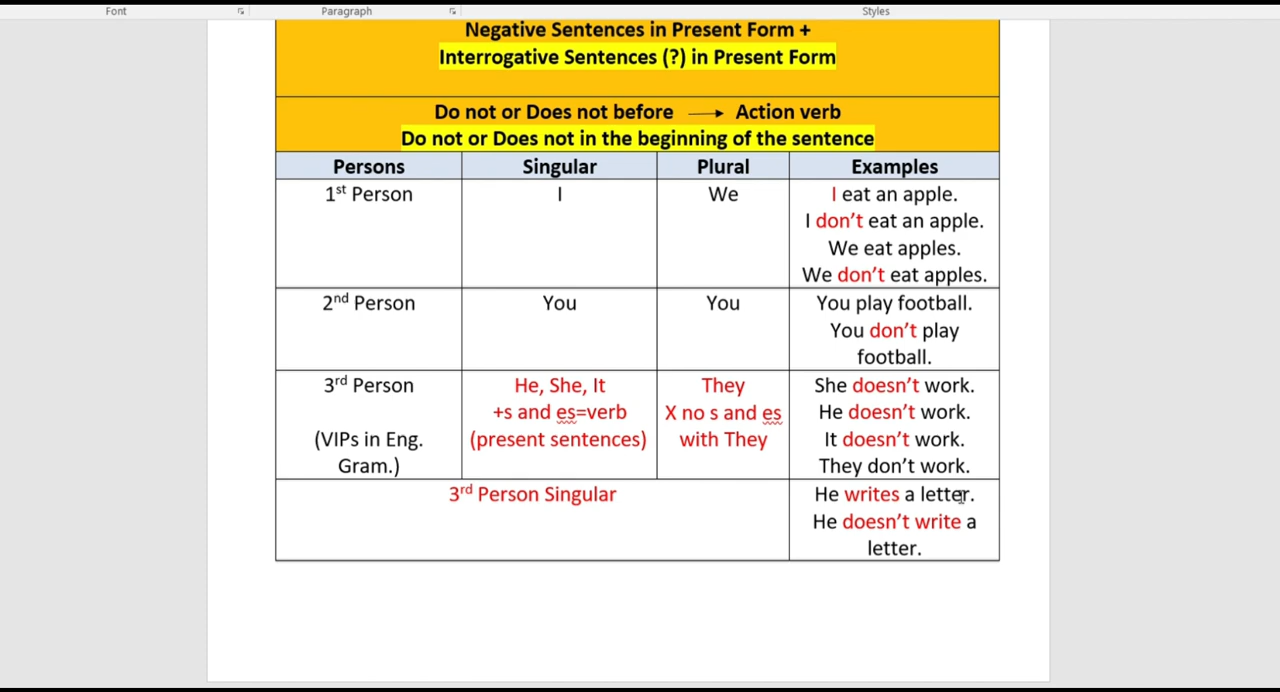 Font Paragraph Styles
Negative Sentences in Present Form +
Interrogative Sentences (?) in Present Form
Do not or Does not before → Action verb
Do not or Does not in the beginning of the sentence
Persons Singular Plural Examples
1st Person I We I eat an apple.
I don’t eat an apple.
We eat apples.
We don’t eat apples.
2nd Person You You You play football.
You don’t play
football.
3rd Person He, She, It They She doesn’t work.
+s and es=verb X no s and es He doesn’t work.
(VIPs in Eng. (present sentences) with They It doesn’t work.
Gram.) They don’t work.
3rd Person Singular He writes a letter.
He doesn’t write a
letter.